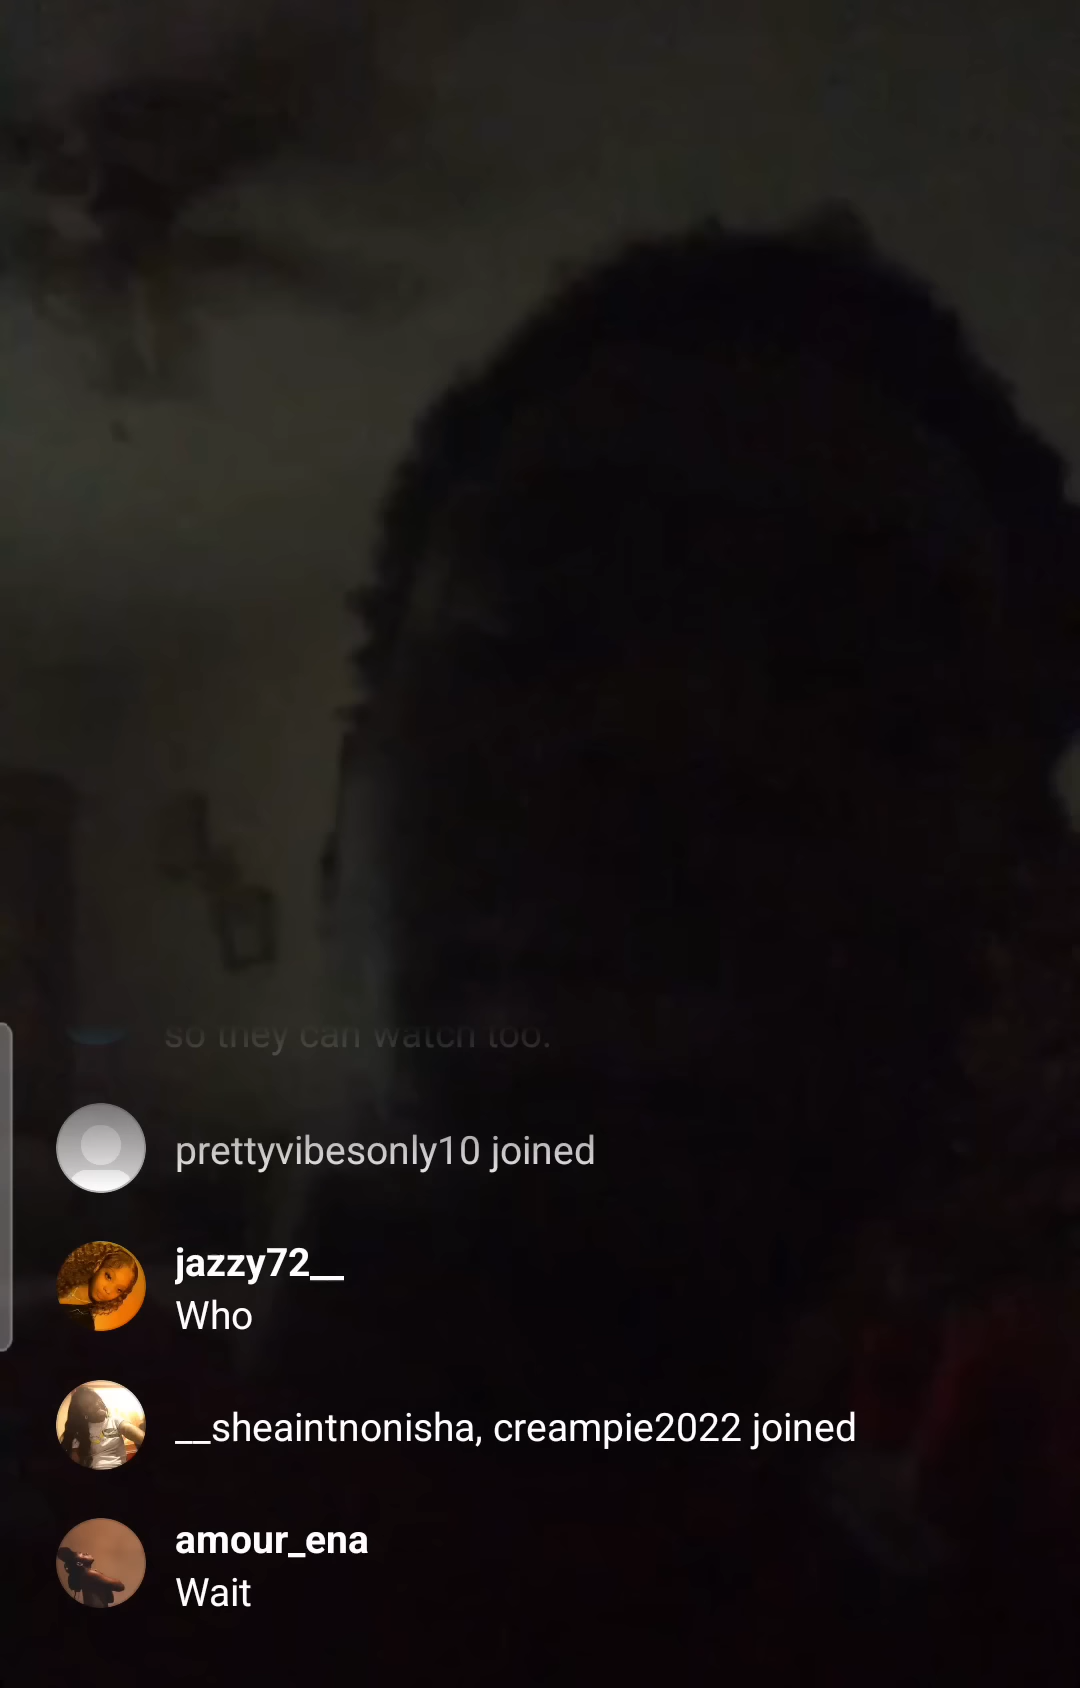 so they can watch too.
prettyvibesonly10 joined
jazzy72__
Who
__sheaintnonisha, creampie2022 joined
amour_ena
Wait